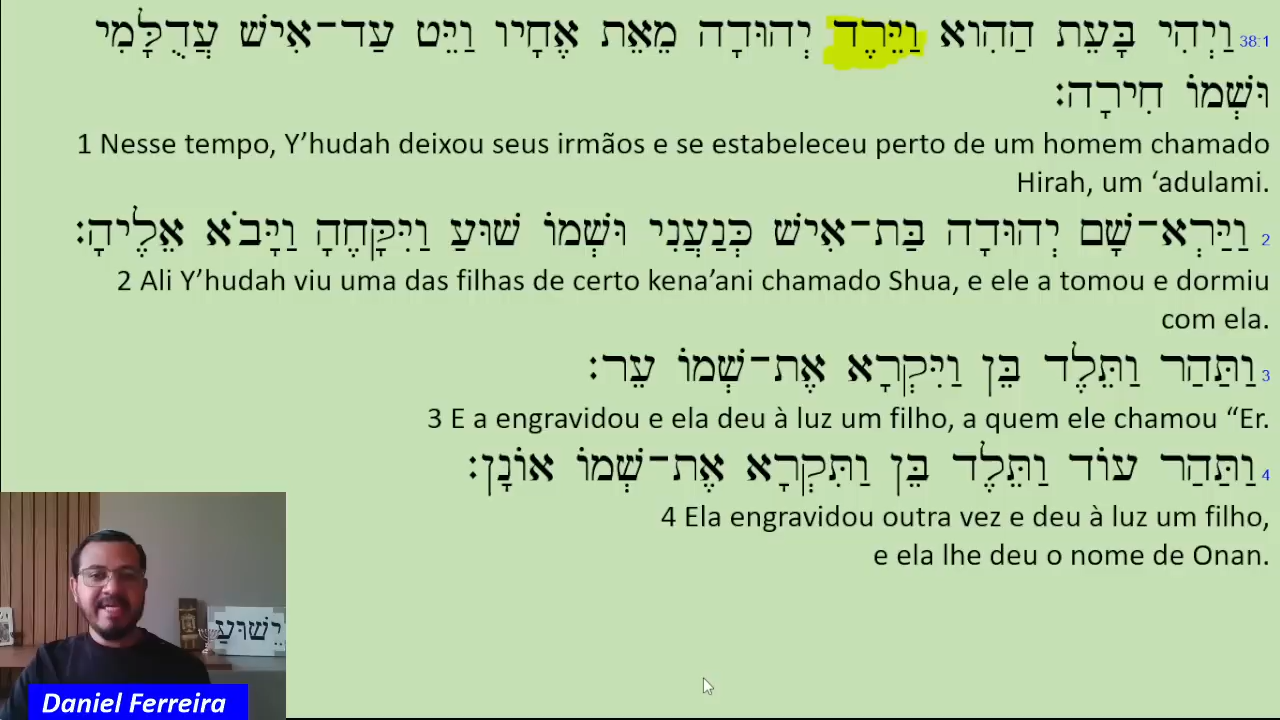 38:1 וַיְהִי בָּעֵת הַהִוא וַיֵּרֶד יְהוּדָה מֵאֵת אֶחָיו וַיֵּט עַד־אִישׁ עֲדֻלָּמִי
וּשְׁמוֹ חִירָה׃
1 Nesse tempo, Y’hudah deixou seus irmãos e se estabeleceu perto de um homem chamado
Hirah, um ‘adulami.
2 וַיַּרְא־שָׁם יְהוּדָה בַּת־אִישׁ כְּנַעֲנִי וּשְׁמוֹ שׁוּעַ וַיִּקָּחֶהָ וַיָּבֹא אֵלֶיהָ׃
2 Ali Y’hudah viu uma das filhas de certo kena’ani chamado Shua, e ele a tomou e dormiu
com ela.
3 וַתַּהַר וַתֵּלֶד בֵּן וַיִּקְרָא אֶת־שְׁמוֹ עֵר׃
3 E a engravidou e ela deu à luz um filho, a quem ele chamou “Er.
4 וַתַּהַר עוֹד וַתֵּלֶד בֵּן וַתִּקְרָא אֶת־שְׁמוֹ אוֹנָן׃
4 Ela engravidou outra vez e deu à luz um filho,
e ela lhe deu o nome de Onan.
יֵשׁוּעַ
Daniel Ferreira